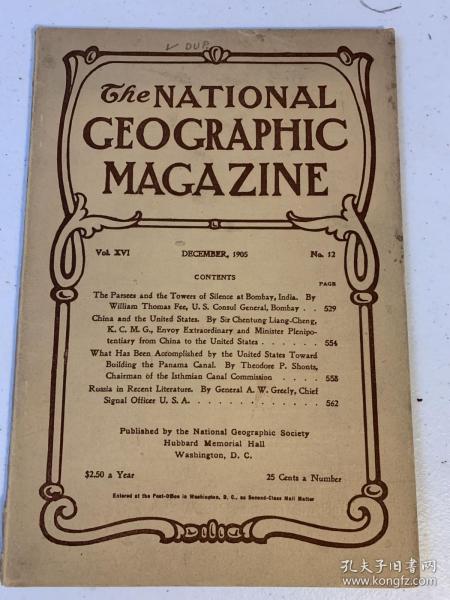 ✓ DUP.
The NATIONAL
GEOGRAPHIC
MAGAZINE
Vol. XVI DECEMBER, 1905 No. 12
CONTENTS
PAGE
The Parsees and the Towers of Silence at Bombay, India. By
William Thomas Fee, U. S. Consul General, Bombay . . 529
China and the United States. By Sir Chentung Liang-Cheng,
K. C. M. G., Envoy Extraordinary and Minister Plenipo-
tentiary from China to the United States . . . . . . 554
What Has Been Accomplished by the United States Toward
Building the Panama Canal. By Theodore P. Shonts,
Chairman of the Isthmian Canal Commission . . . . . 558
Russia in Recent Literature. By General A. W. Greely, Chief
Signal Officer U. S. A. . . . . . . . . . . . 562
Published by the National Geographic Society
Hubbard Memorial Hall
Washington, D. C.
$2.50 a Year 25 Cents a Number
Entered at the Post-Office in Washington, D. C., as Second-Class Mail Matter
孔夫子旧书网
www.kongfz.com